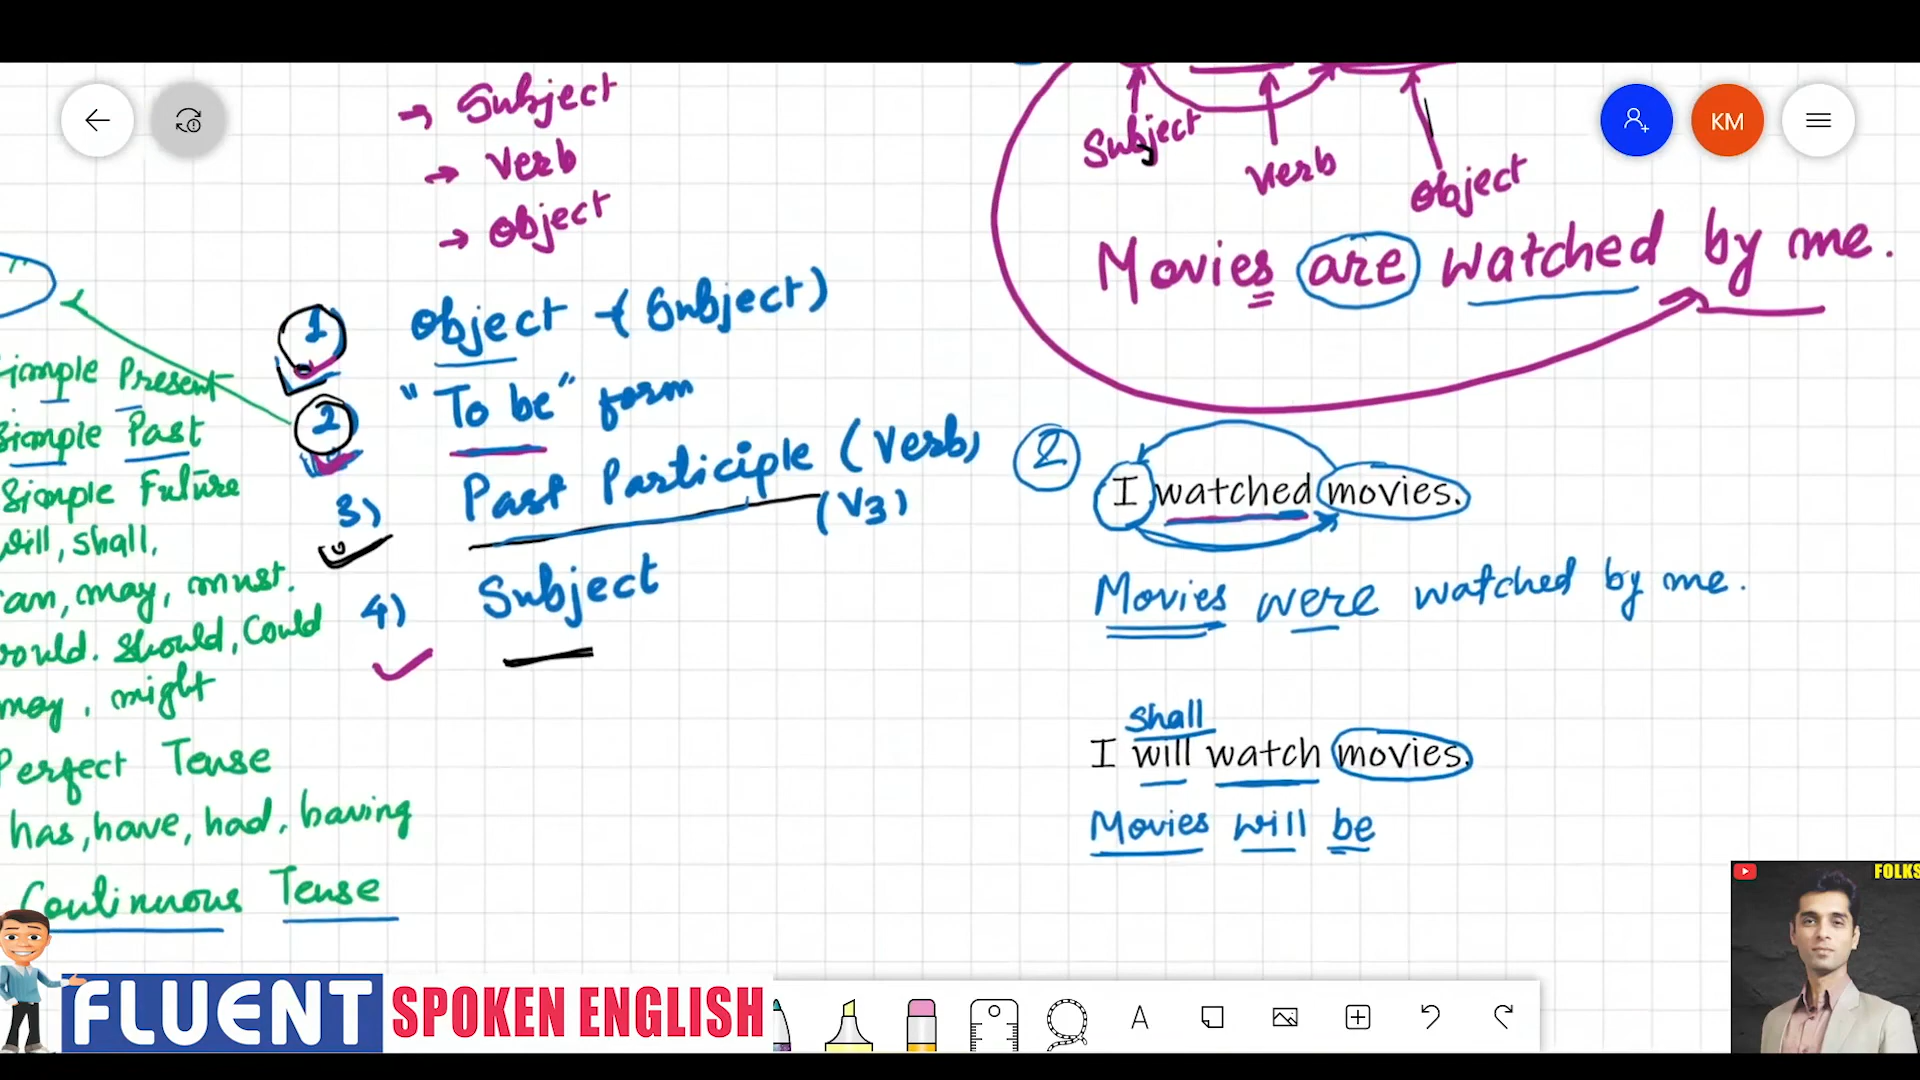 → Subject
→ Verb
→ Object
1 Object - (Subject)
2 "To be" form
3) Past Participle (Verb)
(V3)
4) Subject
Simple Present
Simple Past
Simple Future
will, shall,
can, may, must.
would. Should, Could
may, might
Perfect Tense
has, have, had, having
Continuous Tense
Subject
Verb
Object
Movies are watched by me.
2
I watched movies.
Movies were watched by me.
shall
I will watch movies.
Movies will be
KM
A
FOLKS
FLUENT SPOKEN ENGLISH